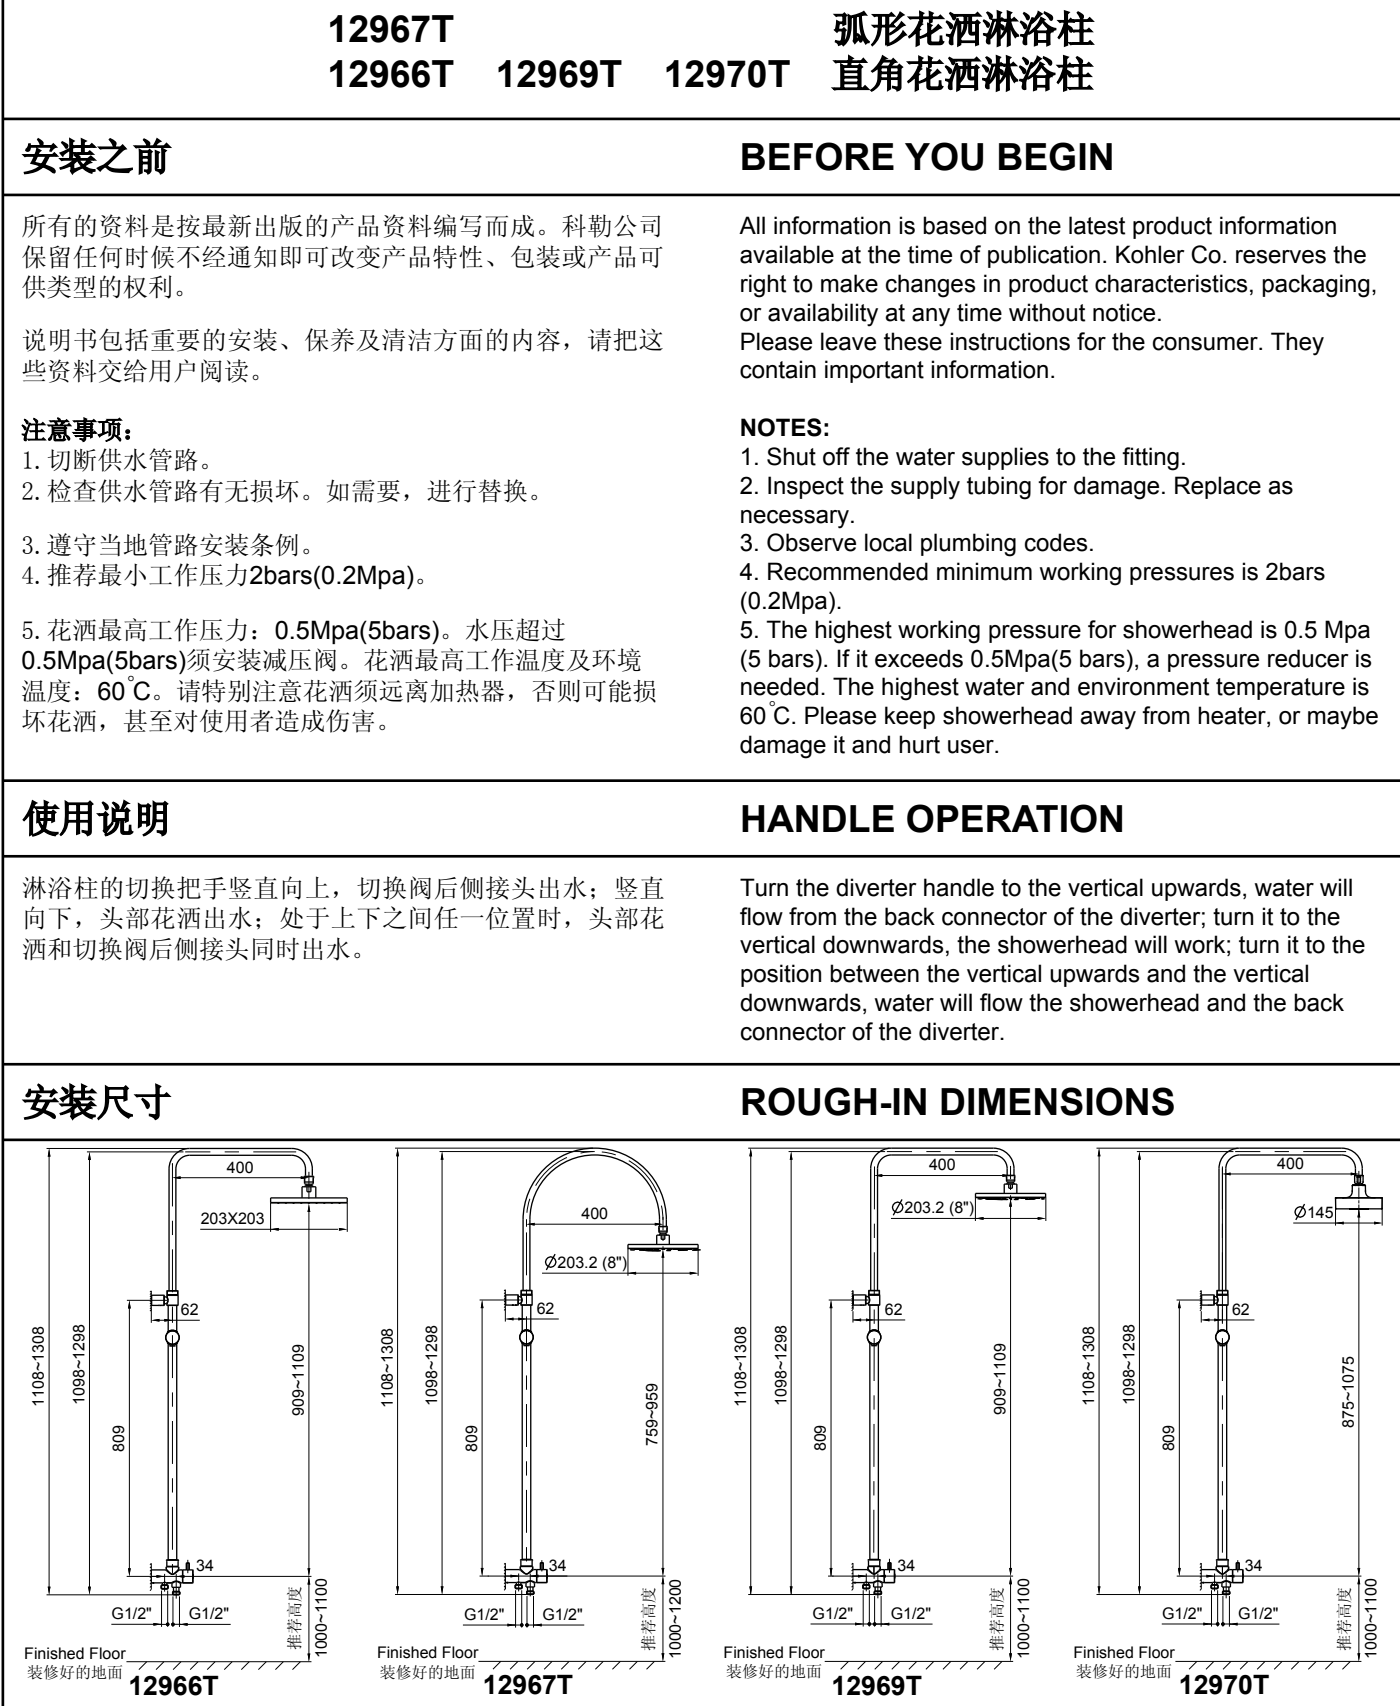 12967T 弧形花洒淋浴柱
12966T 12969T 12970T 直角花洒淋浴柱
安装之前
所有的资料是按最新出版的产品资料编写而成。科勒公司
保留任何时候不经通知即可改变产品特性、包装或产品可
供类型的权利。
说明书包括重要的安装、保养及清洁方面的内容，请把这
些资料交给用户阅读。
注意事项：
1.切断供水管路。
2.检查供水管路有无损坏。如需要，进行替换。
3.遵守当地管路安装条例。
4.推荐最小工作压力2bars(0.2Mpa)。
5.花洒最高工作压力：0.5Mpa(5bars)。水压超过
0.5Mpa(5bars)须安装减压阀。花洒最高工作温度及环境
温度：60℃。请特别注意花洒须远离加热器，否则可能损
坏花洒，甚至对使用者造成伤害。
BEFORE YOU BEGIN
All information is based on the latest product information
available at the time of publication. Kohler Co. reserves the
right to make changes in product characteristics, packaging,
or availability at any time without notice.
Please leave these instructions for the consumer. They
contain important information.
NOTES:
1. Shut off the water supplies to the fitting.
2. Inspect the supply tubing for damage. Replace as
necessary.
3. Observe local plumbing codes.
4. Recommended minimum working pressures is 2bars
(0.2Mpa).
5. The highest working pressure for showerhead is 0.5 Mpa
(5 bars). If it exceeds 0.5Mpa(5 bars), a pressure reducer is
needed. The highest water and environment temperature is
60℃. Please keep showerhead away from heater, or maybe
damage it and hurt user.
使用说明
淋浴柱的切换把手竖直向上，切换阀后侧接头出水；竖直
向下，头部花洒出水；处于上下之间任一位置时，头部花
洒和切换阀后侧接头同时出水。
HANDLE OPERATION
Turn the diverter handle to the vertical upwards, water will
flow from the back connector of the diverter; turn it to the
vertical downwards, the showerhead will work; turn it to the
position between the vertical upwards and the vertical
downwards, water will flow the showerhead and the back
connector of the diverter.
安装尺寸
ROUGH-IN DIMENSIONS
400
203X203
62
1108~1308
1098~1298
809
909~1109
34
G1/2" G1/2"
推荐高度
1000~1100
Finished Floor
装修好的地面
12966T
400
Ø203.2 (8")
62
1108~1308
1098~1298
809
759~959
34
G1/2" G1/2"
推荐高度
1000~1200
Finished Floor
装修好的地面
12967T
400
Ø203.2 (8")
62
1108~1308
1098~1298
809
909~1109
34
G1/2" G1/2"
推荐高度
1000~1100
Finished Floor
装修好的地面
12969T
400
Ø145
62
1108~1308
1098~1298
809
875~1075
34
G1/2" G1/2"
推荐高度
1000~1100
Finished Floor
装修好的地面
12970T